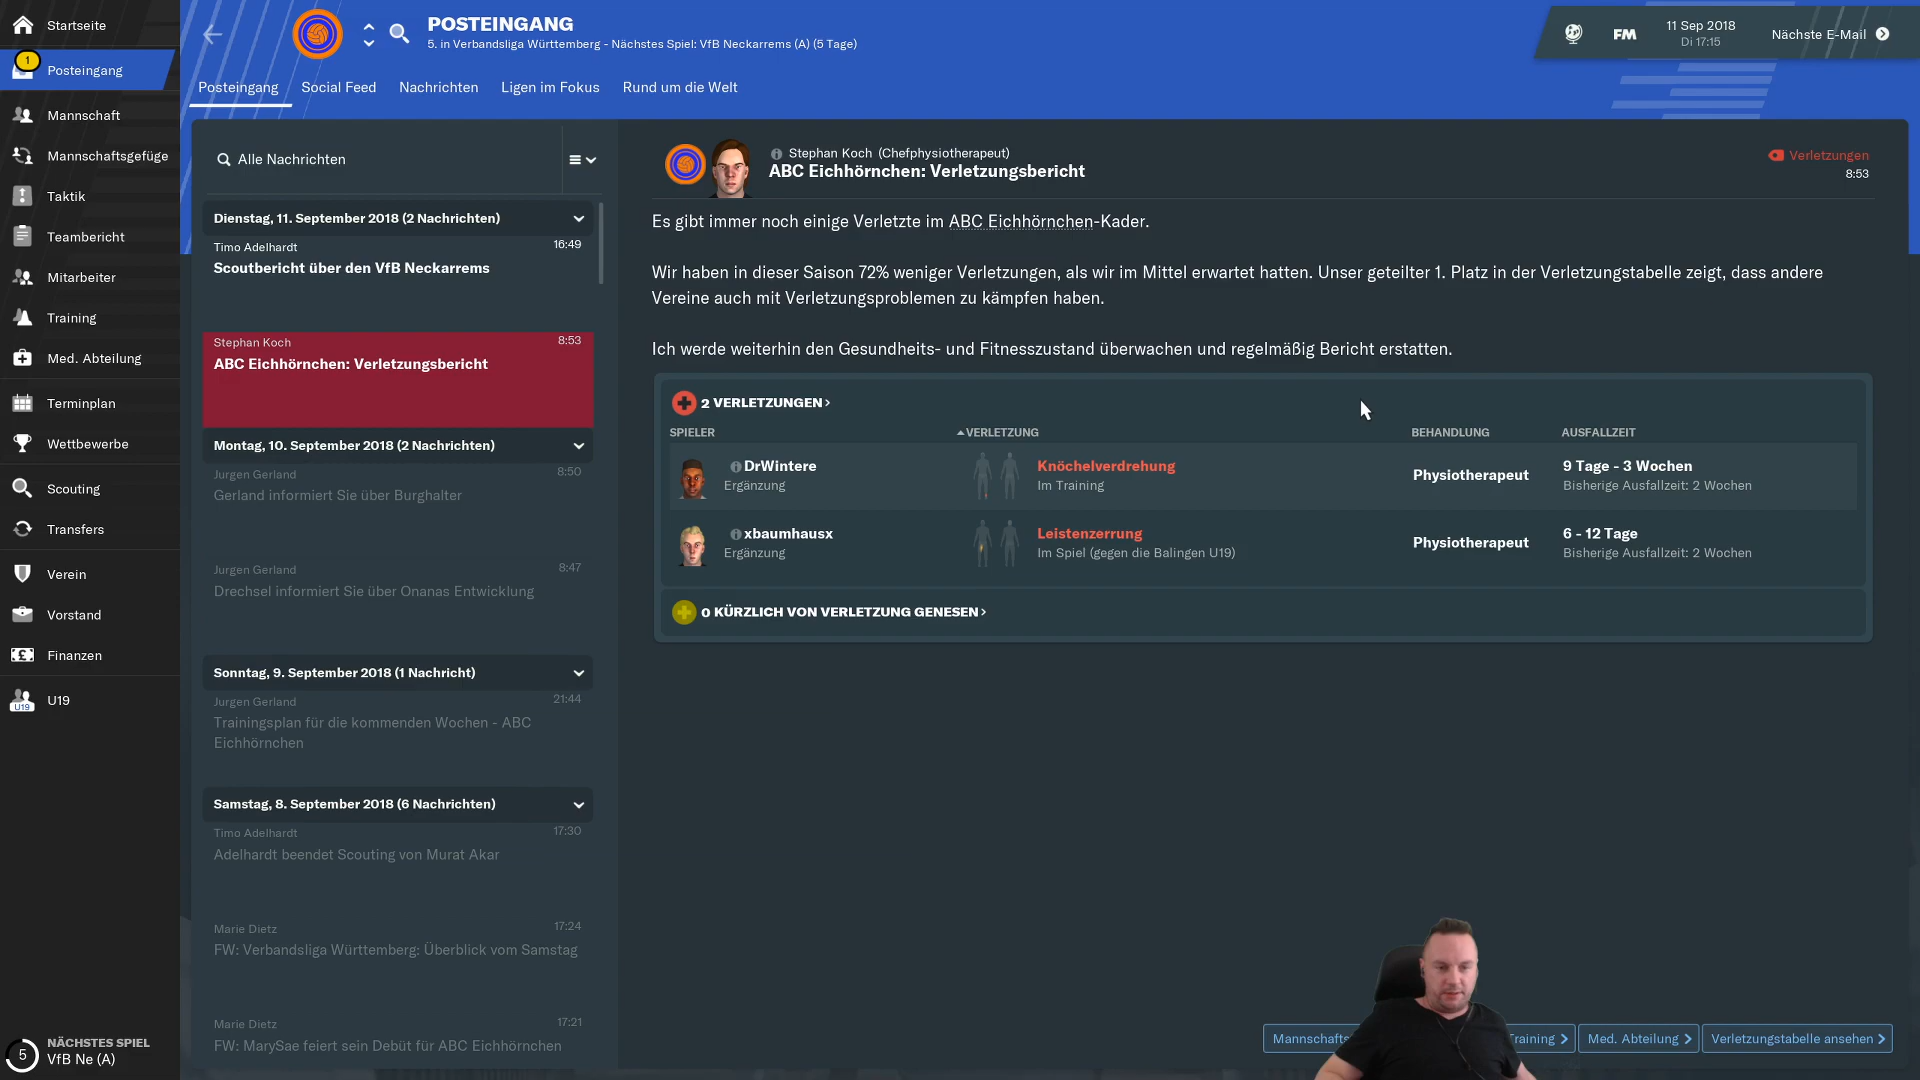 Startseite
1
Posteingang
Mannschaft
Mannschaftsgefüge
Taktik
Teambericht
Mitarbeiter
Training
Med. Abteilung
Terminplan
Wettbewerbe
Scouting
Transfers
Verein
Vorstand
Finanzen
U19
U19
5
NÄCHSTES SPIEL
VfB Ne (A)
POSTEINGANG
5. in Verbandsliga Württemberg - Nächstes Spiel: VfB Neckarrems (A) (5 Tage)
FM
11 Sep 2018
Di 17:15
Nächste E-Mail
Posteingang
Social Feed
Nachrichten
Ligen im Fokus
Rund um die Welt
Alle Nachrichten
Dienstag, 11. September 2018 (2 Nachrichten)
Timo Adelhardt 16:49
Scoutbericht über den VfB Neckarrems
Stephan Koch 8:53
ABC Eichhörnchen: Verletzungsbericht
Montag, 10. September 2018 (2 Nachrichten)
Jurgen Gerland 8:50
Gerland informiert Sie über Burghalter
Jurgen Gerland 8:47
Drechsel informiert Sie über Onanas Entwicklung
Sonntag, 9. September 2018 (1 Nachricht)
Jurgen Gerland 21:44
Trainingsplan für die kommenden Wochen - ABC
Eichhörnchen
Samstag, 8. September 2018 (6 Nachrichten)
Timo Adelhardt 17:30
Adelhardt beendet Scouting von Murat Akar
Marie Dietz 17:24
FW: Verbandsliga Württemberg: Überblick vom Samstag
Marie Dietz 17:21
FW: MarySae feiert sein Debüt für ABC Eichhörnchen
Stephan Koch (Chefphysiotherapeut)
ABC Eichhörnchen: Verletzungsbericht
Verletzungen
8:53
Es gibt immer noch einige Verletzte im ABC Eichhörnchen-Kader.
Wir haben in dieser Saison 72% weniger Verletzungen, als wir im Mittel erwartet hatten. Unser geteilter 1. Platz in der Verletzungstabelle zeigt, dass andere
Vereine auch mit Verletzungsproblemen zu kämpfen haben.
Ich werde weiterhin den Gesundheits- und Fitnesszustand überwachen und regelmäßig Bericht erstatten.
2 VERLETZUNGEN
SPIELER VERLETZUNG BEHANDLUNG AUSFALLZEIT
DrWintere Knöchelverdrehung Physiotherapeut 9 Tage - 3 Wochen
Ergänzung Im Training Bisherige Ausfallzeit: 2 Wochen
xbaumhausx Leistenzerrung Physiotherapeut 6 - 12 Tage
Ergänzung Im Spiel (gegen die Balingen U19) Bisherige Ausfallzeit: 2 Wochen
0 KÜRZLICH VON VERLETZUNG GENESEN
Med. Abteilung
Verletzungstabelle ansehen